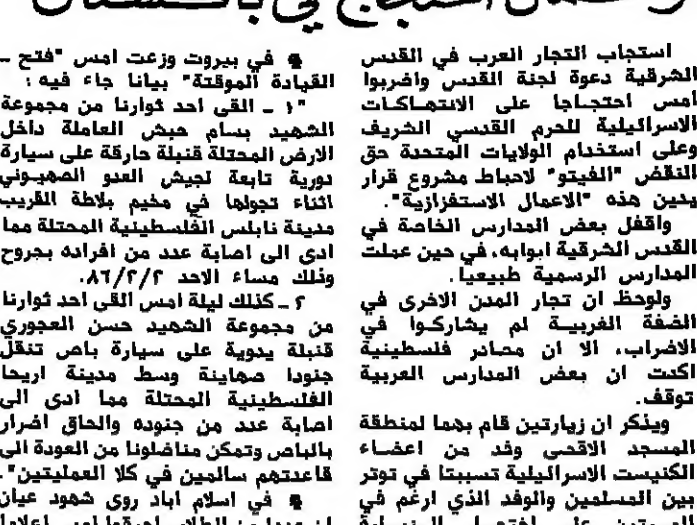 استجاب التجار العرب في القدس
الشرقية دعوة لجنة القدس واضربوا
امس احتجاجا على الانتهاكات
الاسرائيلية للحرم القدسي الشريف
وعلى استخدام الولايات المتحدة حق
النقض "الفيتو" لاحباط مشروع قرار
يدين هذه "الاعمال الاستفزازية".
واقفل بعض المدارس الخاصة في
القدس الشرقية ابوابه، في حين عملت
المدارس الرسمية طبيعيا.
ولوحظ ان تجار المدن الاخرى في
الضفة الغربية لم يشاركوا في
الاضراب، الا ان مصادر فلسطينية
اكدت ان بعض المدارس العربية
توقف.
ويذكر ان زيارتين قام بهما لمنطقة
المسجد الاقصى وفد من اعضاء
الكنيست الاسرائيلية تسببتا في توتر
بين المسلمين والوفد الذي ارغم في
في بيروت وزعت امس "فتح -
القيادة الموقتة" بيانا جاء فيه :
"١ - القى احد ثوارنا من مجموعة
الشهيد بسام حبش العاملة داخل
الارض المحتلة قنبلة حارقة على سيارة
دورية تابعة لجيش العدو الصهيوني
اثناء تجولها في مخيم بلاطة القريب
مدينة نابلس الفلسطينية المحتلة مما
ادى الى اصابة عدد من افراده بجروح
وذلك مساء الاحد ٨٦/٢/٢.
٢ - كذلك ليلة امس القى احد ثوارنا
من مجموعة الشهيد حسن العجوري
قنبلة يدوية على سيارة باص تنقل
جنودا صهاينة وسط مدينة اريحا
الفلسطينية المحتلة مما ادى الى
اصابة عدد من جنوده والحاق اضرار
بالباص وتمكن مناضلونا من العودة الى
قاعدتهم سالمين في كلا العمليتين".
في اسلام اباد روى شهود عيان